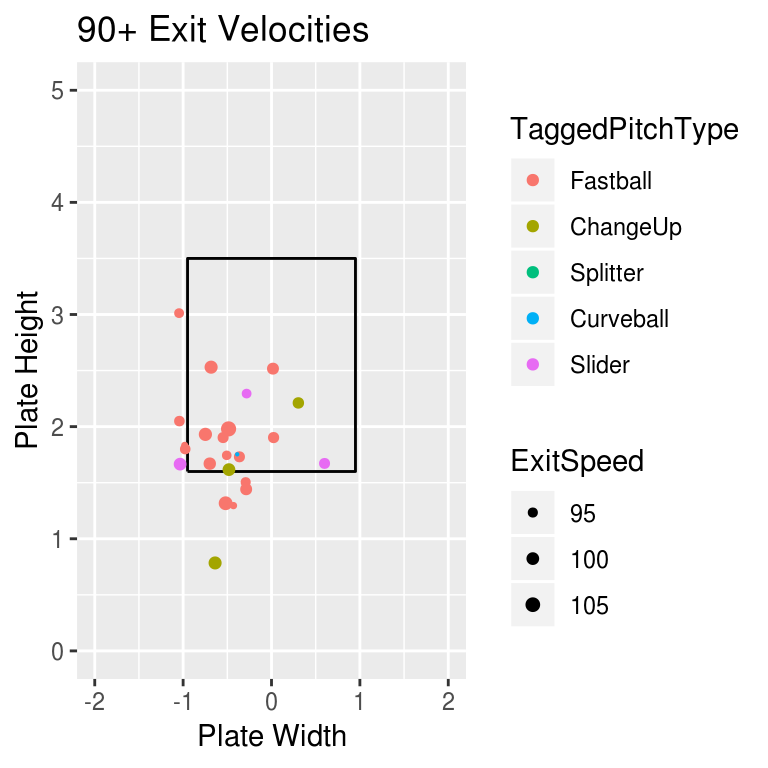 90+ Exit Velocities
5
4
3
2
1
0
Plate Height
-2 -1 0 1 2
Plate Width
TaggedPitchType
Fastball
ChangeUp
Splitter
Curveball
Slider
ExitSpeed
95
100
105